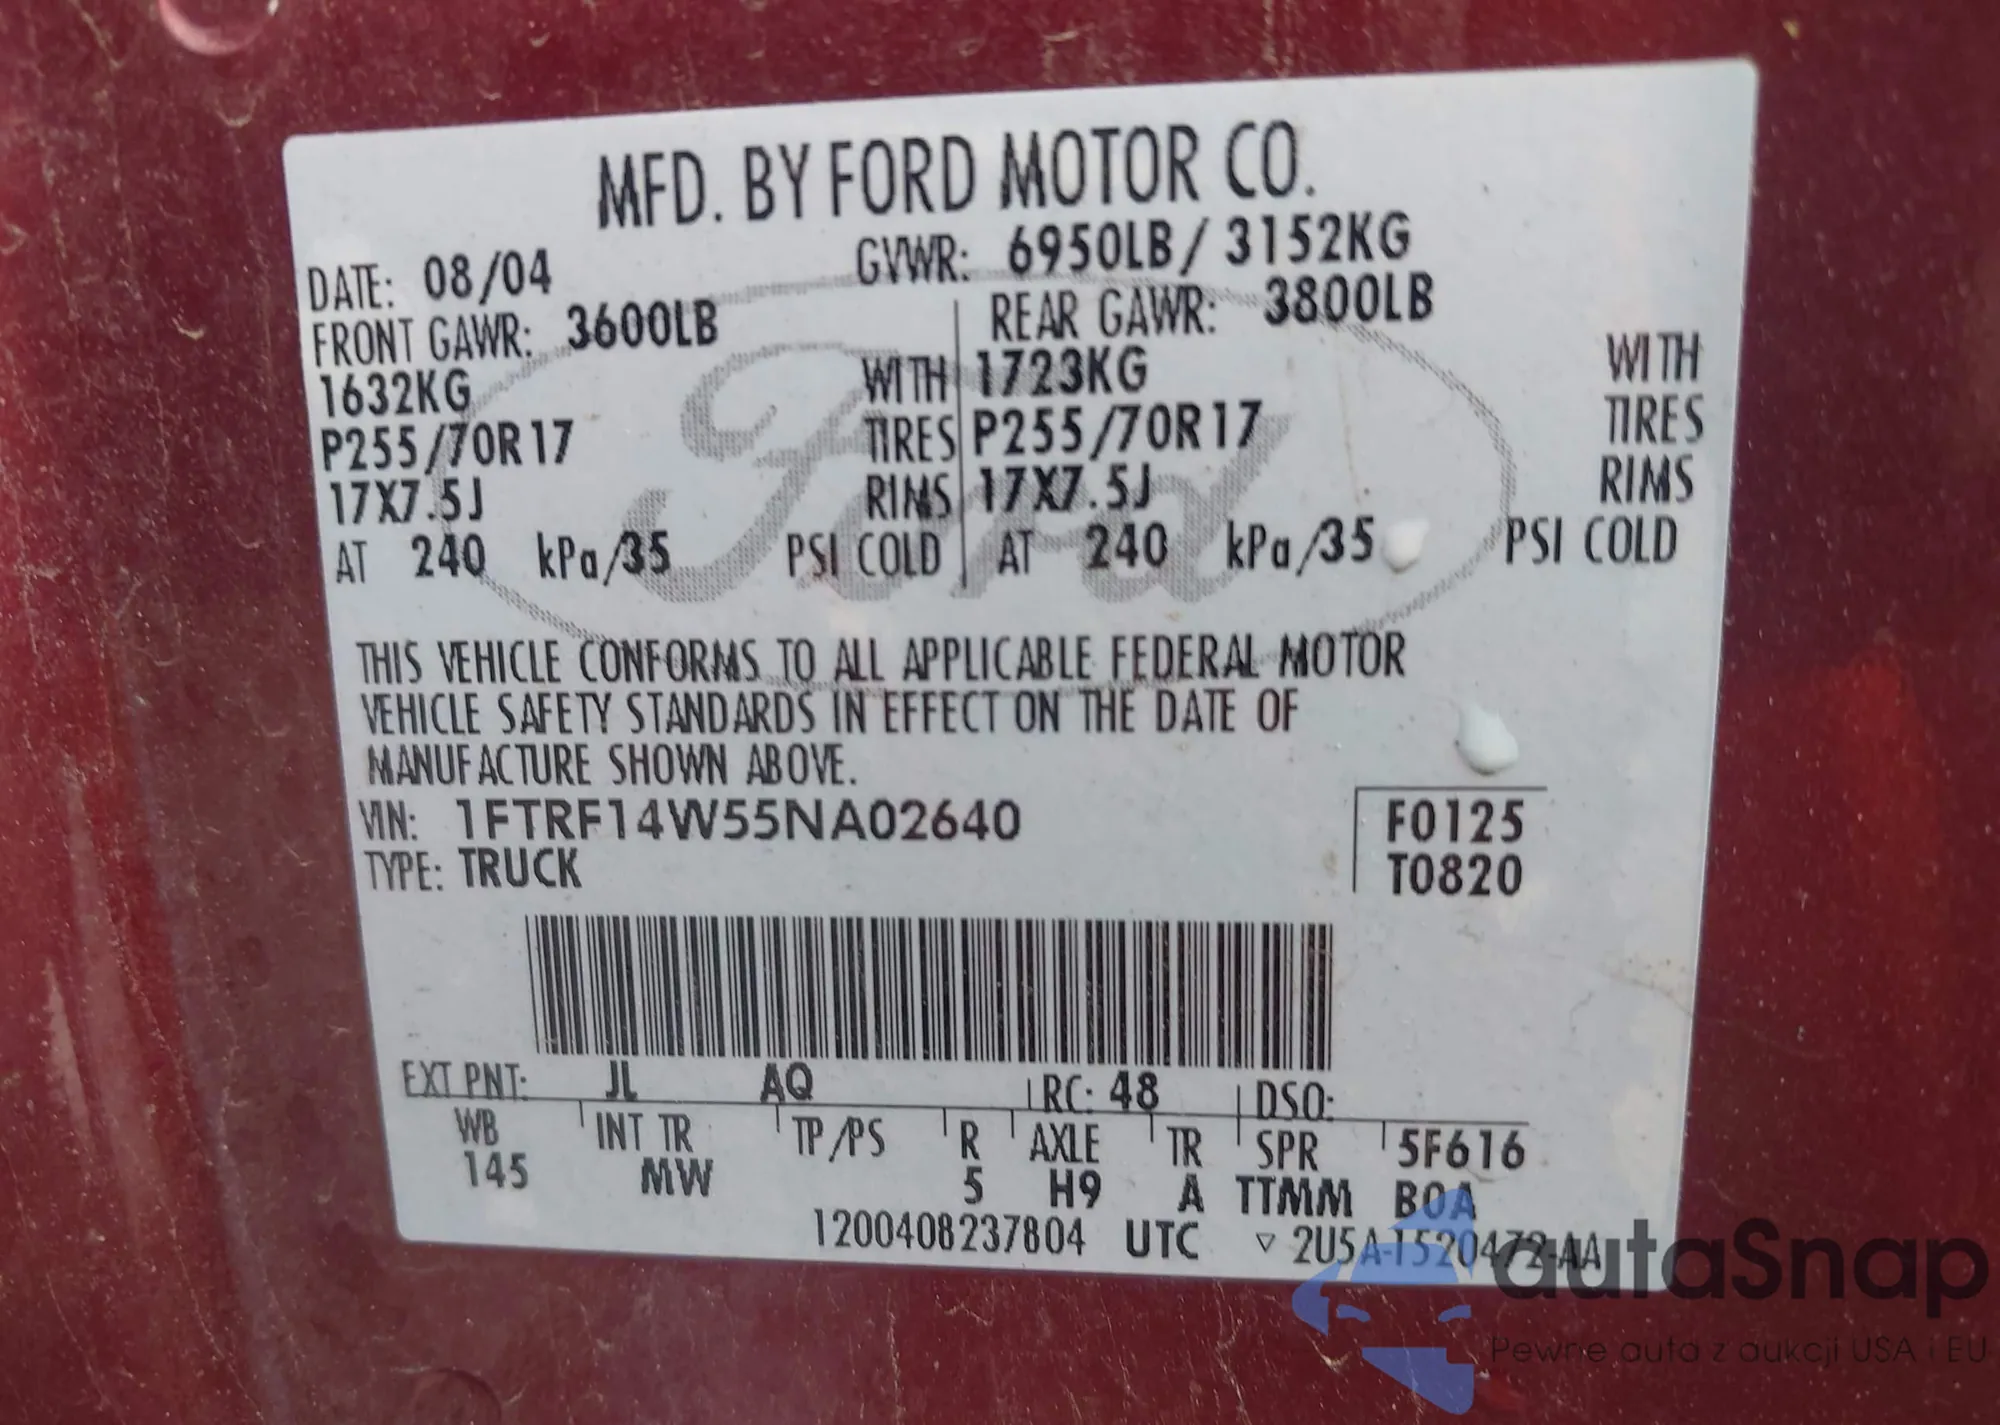 MFD. BY FORD MOTOR CO.
DATE: 08/04 GVWR: 6950LB / 3152KG
FRONT GAWR: 3600LB REAR GAWR: 3800LB
1632KG WITH 1723KG WITH
P255/70R17 TIRES P255/70R17 TIRES
17X7.5J RIMS 17X7.5J RIMS
AT 240 kPa/35 PSI COLD AT 240 kPa/35 PSI COLD
Ford
THIS VEHICLE CONFORMS TO ALL APPLICABLE FEDERAL MOTOR
VEHICLE SAFETY STANDARDS IN EFFECT ON THE DATE OF
MANUFACTURE SHOWN ABOVE.
VIN: 1FTRF14W55NA02640 F0125
TYPE: TRUCK T0820
EXT PNT: JL AQ RC: 48 DSO:
WB INT TR TP/PS R AXLE TR SPR 5F616
145 MW 5 H9 A TTMM B0A
1200408237804 UTC ▽ 2U5A-1520472-AA
autaSnap
Pewne auta z aukcji USA i EU